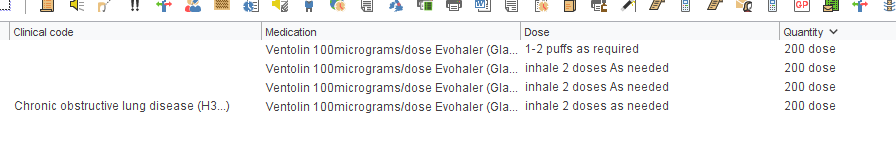 GP
Clinical code Medication Dose Quantity
Ventolin 100micrograms/dose Evohaler (Gla... 1-2 puffs as required 200 dose
Ventolin 100micrograms/dose Evohaler (Gla... inhale 2 doses As needed 200 dose
Ventolin 100micrograms/dose Evohaler (Gla... inhale 2 doses As needed 200 dose
Chronic obstructive lung disease (H3...) Ventolin 100micrograms/dose Evohaler (Gla... inhale 2 doses as needed 200 dose